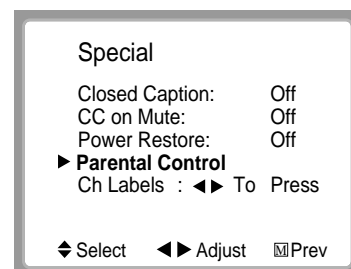 Special
Closed Caption: Off
CC on Mute: Off
Power Restore: Off
▶ Parental Control
Ch Labels : ◀▶ To Press
◆ Select ◀▶ Adjust M Prev